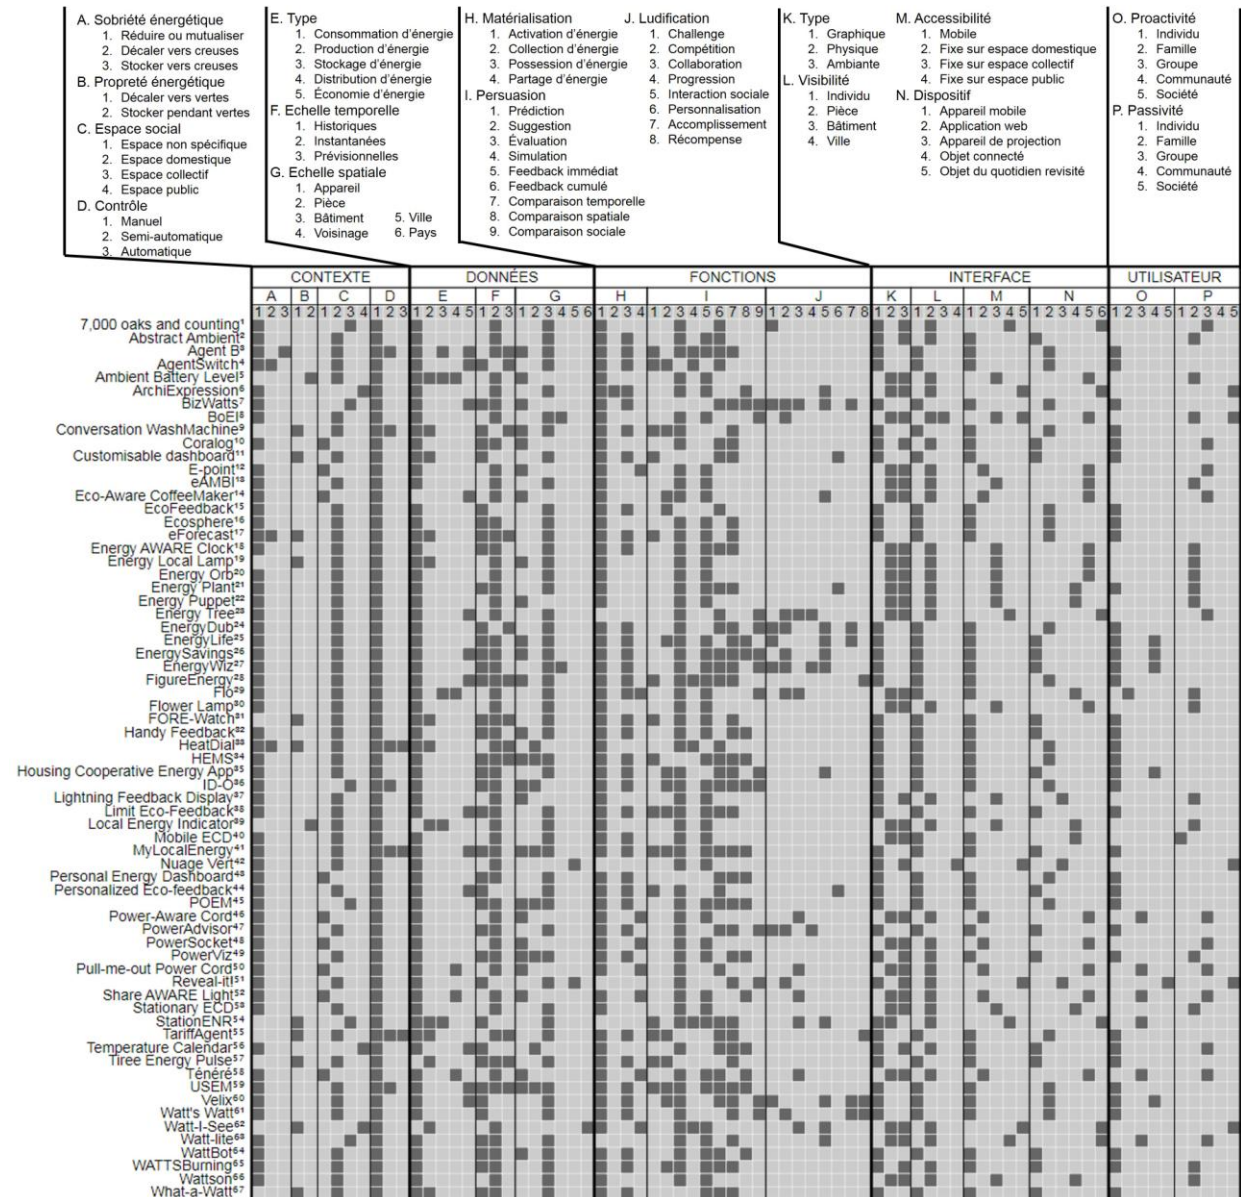 A. Sobriété énergétique
1. Réduire ou mutualiser
2. Décaler vers creuses
3. Stocker vers creuses
B. Propreté énergétique
1. Décaler vers vertes
2. Stocker pendant vertes
C. Espace social
1. Espace non spécifique
2. Espace domestique
3. Espace collectif
4. Espace public
D. Contrôle
1. Manuel
2. Semi-automatique
3. Automatique
E. Type
1. Consommation d'énergie
2. Production d'énergie
3. Stockage d'énergie
4. Distribution d'énergie
5. Économie d'énergie
F. Echelle temporelle
1. Historiques
2. Instantanées
3. Prévisionnelles
G. Echelle spatiale
1. Appareil
2. Pièce
3. Bâtiment 5. Ville
4. Voisinage 6. Pays
H. Matérialisation
1. Activation d'énergie
2. Collection d'énergie
3. Possession d'énergie
4. Partage d'énergie
I. Persuasion
1. Prédiction
2. Suggestion
3. Évaluation
4. Simulation
5. Feedback immédiat
6. Feedback cumulé
7. Comparaison temporelle
8. Comparaison spatiale
9. Comparaison sociale
J. Ludification
1. Challenge
2. Compétition
3. Collaboration
4. Progression
5. Interaction sociale
6. Personnalisation
7. Accomplissement
8. Récompense
K. Type
1. Graphique
2. Physique
3. Ambiante
L. Visibilité
1. Individu
2. Pièce
3. Bâtiment
4. Ville
M. Accessibilité
1. Mobile
2. Fixe sur espace domestique
3. Fixe sur espace collectif
4. Fixe sur espace public
N. Dispositif
1. Appareil mobile
2. Application web
3. Appareil de projection
4. Objet connecté
5. Objet du quotidien revisité
O. Proactivité
1. Individu
2. Famille
3. Groupe
4. Communauté
5. Société
P. Passivité
1. Individu
2. Famille
3. Groupe
4. Communauté
5. Société
CONTEXTE DONNÉES FONCTIONS INTERFACE UTILISATEUR
A B C D E F G H I J K L M N O P
1 2 3 1 2 1 2 3 4 1 2 3 1 2 3 4 5 1 2 3 1 2 3 4 5 6 1 2 3 4 1 2 3 4 5 6 7 8 9 1 2 3 4 5 6 7 8 1 2 3 1 2 3 4 1 2 3 4 5 1 2 3 4 5 6 1 2 3 4 5 1 2 3 4 5
7,000 oaks and counting¹
Abstract Ambient²
Agent B³
AgentSwitch⁴
Ambient Battery Level⁵
ArchiExpression⁶
BizWatts⁷
BoEI⁸
Conversation WashMachine⁹
Coralog¹⁰
Customisable dashboard¹¹
E-point¹²
eAMBI¹³
Eco-Aware CoffeeMaker¹⁴
EcoFeedback¹⁵
Ecosphere¹⁶
eForecast¹⁷
Energy AWARE Clock¹⁸
Energy Local Lamp¹⁹
Energy Orb²⁰
Energy Plant²¹
Energy Puppet²²
Energy Tree²³
EnergyDub²⁴
EnergyLife²⁵
EnergySavings²⁶
EnergyWiz²⁷
FigureEnergy²⁸
Flo²⁹
Flower Lamp³⁰
FORE-Watch³¹
Handy Feedback³²
HeatDial³³
HEMS³⁴
Housing Cooperative Energy App³⁵
ID-O³⁶
Lightning Feedback Display³⁷
Limit Eco-Feedback³⁸
Local Energy Indicator³⁹
Mobile ECD⁴⁰
MyLocalEnergy⁴¹
Nuage Vert⁴²
Personal Energy Dashboard⁴³
Personalized Eco-feedback⁴⁴
POEM⁴⁵
Power-Aware Cord⁴⁶
PowerAdvisor⁴⁷
PowerSocket⁴⁸
PowerViz⁴⁹
Pull-me-out Power Cord⁵⁰
Reveal-it!⁵¹
Share AWARE Light⁵²
Stationary ECD⁵³
StationENR⁵⁴
TariffAgent⁵⁵
Temperature Calendar⁵⁶
Tiree Energy Pulse⁵⁷
Ténéré⁵⁸
USEM⁵⁹
Velix⁶⁰
Watt's Watt⁶¹
Watt-I-See⁶²
Watt-lite⁶³
WattBot⁶⁴
WATTSBurning⁶⁵
Wattson⁶⁶
What-a-Watt⁶⁷